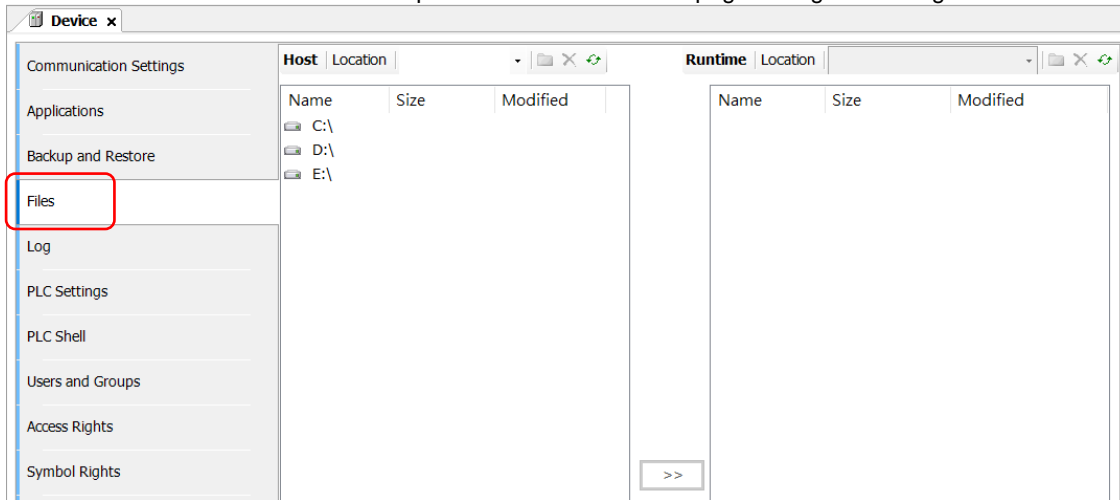 Device x
Communication Settings
Applications
Backup and Restore
Files
Log
PLC Settings
PLC Shell
Users and Groups
Access Rights
Symbol Rights
Host Location
Name Size Modified
C:\
D:\
E:\
>>
Runtime Location
Name Size Modified